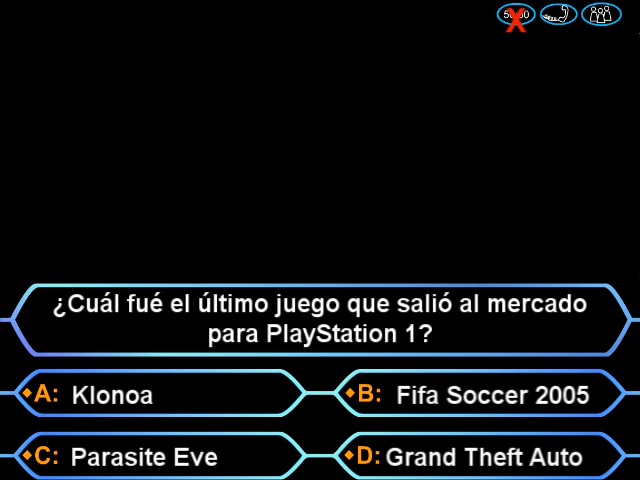 50:50
¿Cuál fué el último juego que salió al mercado
para PlayStation 1?
A: Klonoa
B: Fifa Soccer 2005
C: Parasite Eve
D: Grand Theft Auto